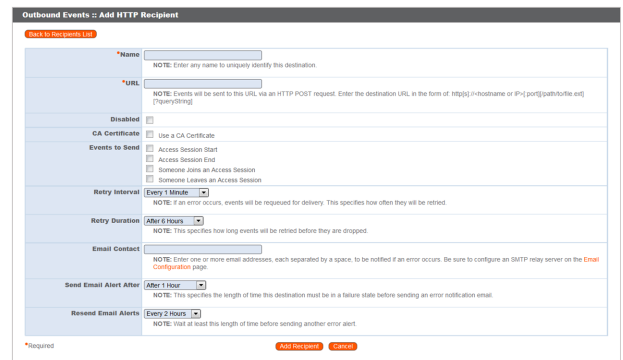 Outbound Events :: Add HTTP Recipient
Back to Recipients List
*Name
NOTE: Enter any name to uniquely identify this destination.
*URL
NOTE: Events will be sent to this URL via an HTTP POST request. Enter the destination URL in the form of: http[s]://<hostname or IP>[:port][/path/to/file.ext]
[?queryString]
Disabled
CA Certificate
Use a CA Certificate
Events to Send
Access Session Start
Access Session End
Someone Joins an Access Session
Someone Leaves an Access Session
Retry Interval
Every 1 Minute
NOTE: If an error occurs, events will be requeued for delivery. This specifies how often they will be retried.
Retry Duration
After 6 Hours
NOTE: This specifies how long events will be retried before they are dropped.
Email Contact
NOTE: Enter one or more email addresses, each separated by a space, to be notified if an error occurs. Be sure to configure an SMTP relay server on the Email
Configuration page.
Send Email Alert After
After 1 Hour
NOTE: This specifies the length of time this destination must be in a failure state before sending an error notification email.
Resend Email Alerts
Every 2 Hours
NOTE: Wait at least this length of time before sending another error alert.
*Required
Add Recipient
Cancel